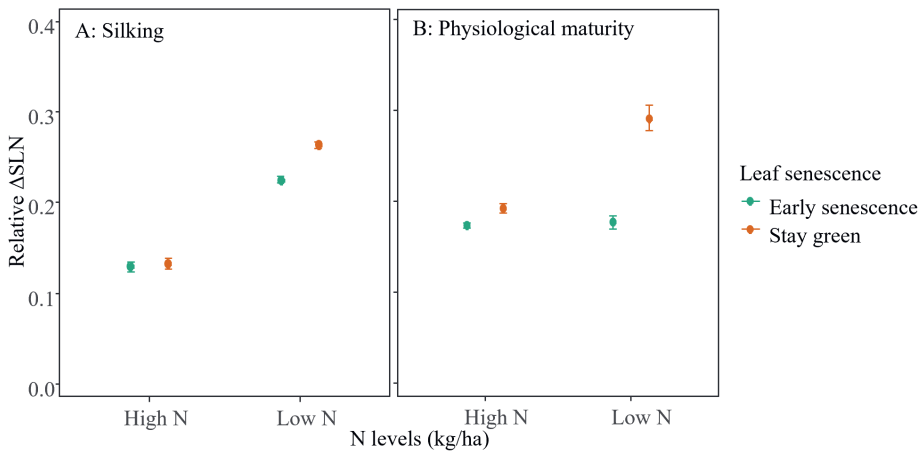 A: Silking
B: Physiological maturity
0.4
0.3
0.2
0.1
0.0
Relative ΔSLN
High N
Low N
High N
Low N
N levels (kg/ha)
Leaf senescence
Early senescence
Stay green